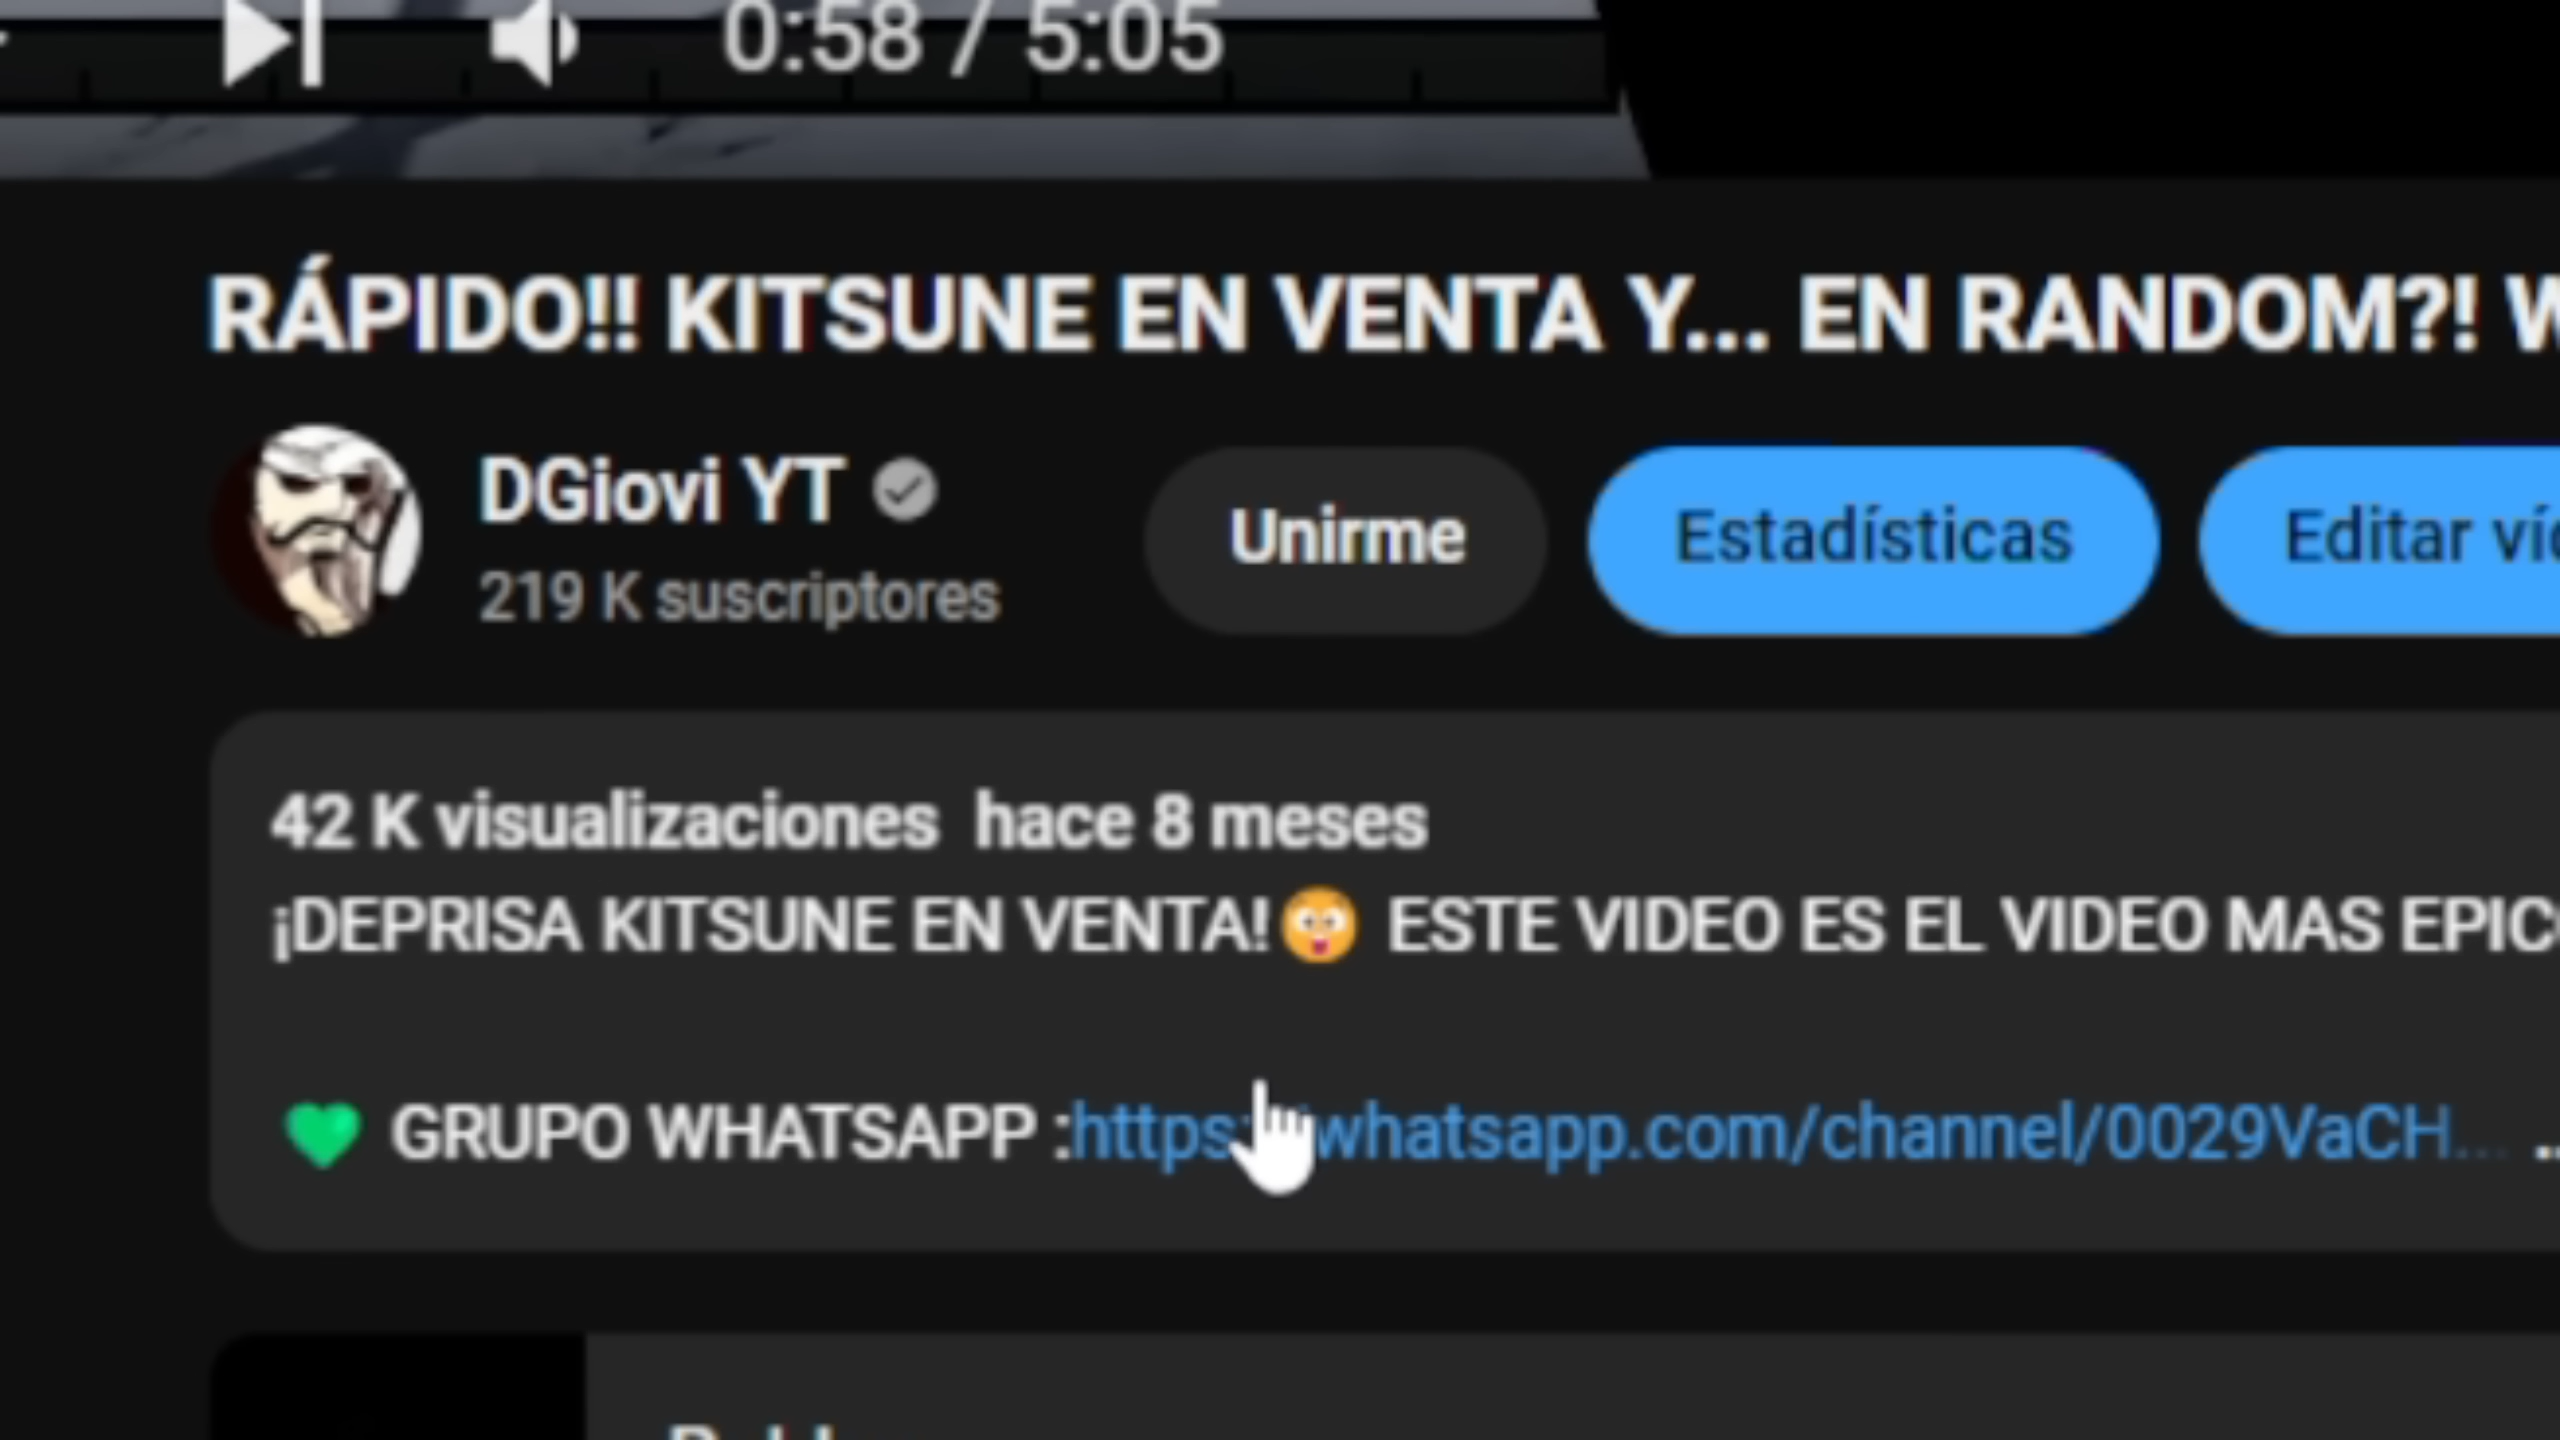 0:58 / 5:05
RÁPIDO!! KITSUNE EN VENTA Y... EN RANDOM?!
DGiovi YT
Unirme
Estadísticas
Editar
219 K suscriptores
42 K visualizaciones hace 8 meses
¡DEPRISA KITSUNE EN VENTA!😳 ESTE VIDEO ES EL VIDEO MAS EPIC
💚 GRUPO WHATSAPP :https://whatsapp.com/channel/0029VaCH... ..